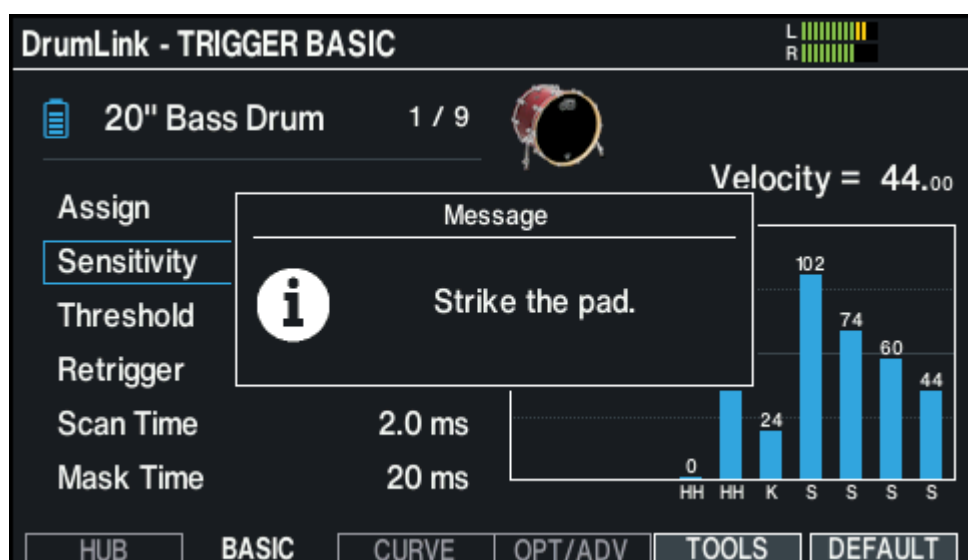 DrumLink - TRIGGER BASIC
L
R
20" Bass Drum 1 / 9
Velocity = 44.00
Assign
Sensitivity
Threshold
Retrigger
Scan Time 2.0 ms
Mask Time 20 ms
Message
Strike the pad.
102
74
60
44
24
0
HH HH K S S S S
HUB BASIC CURVE OPT/ADV TOOLS DEFAULT